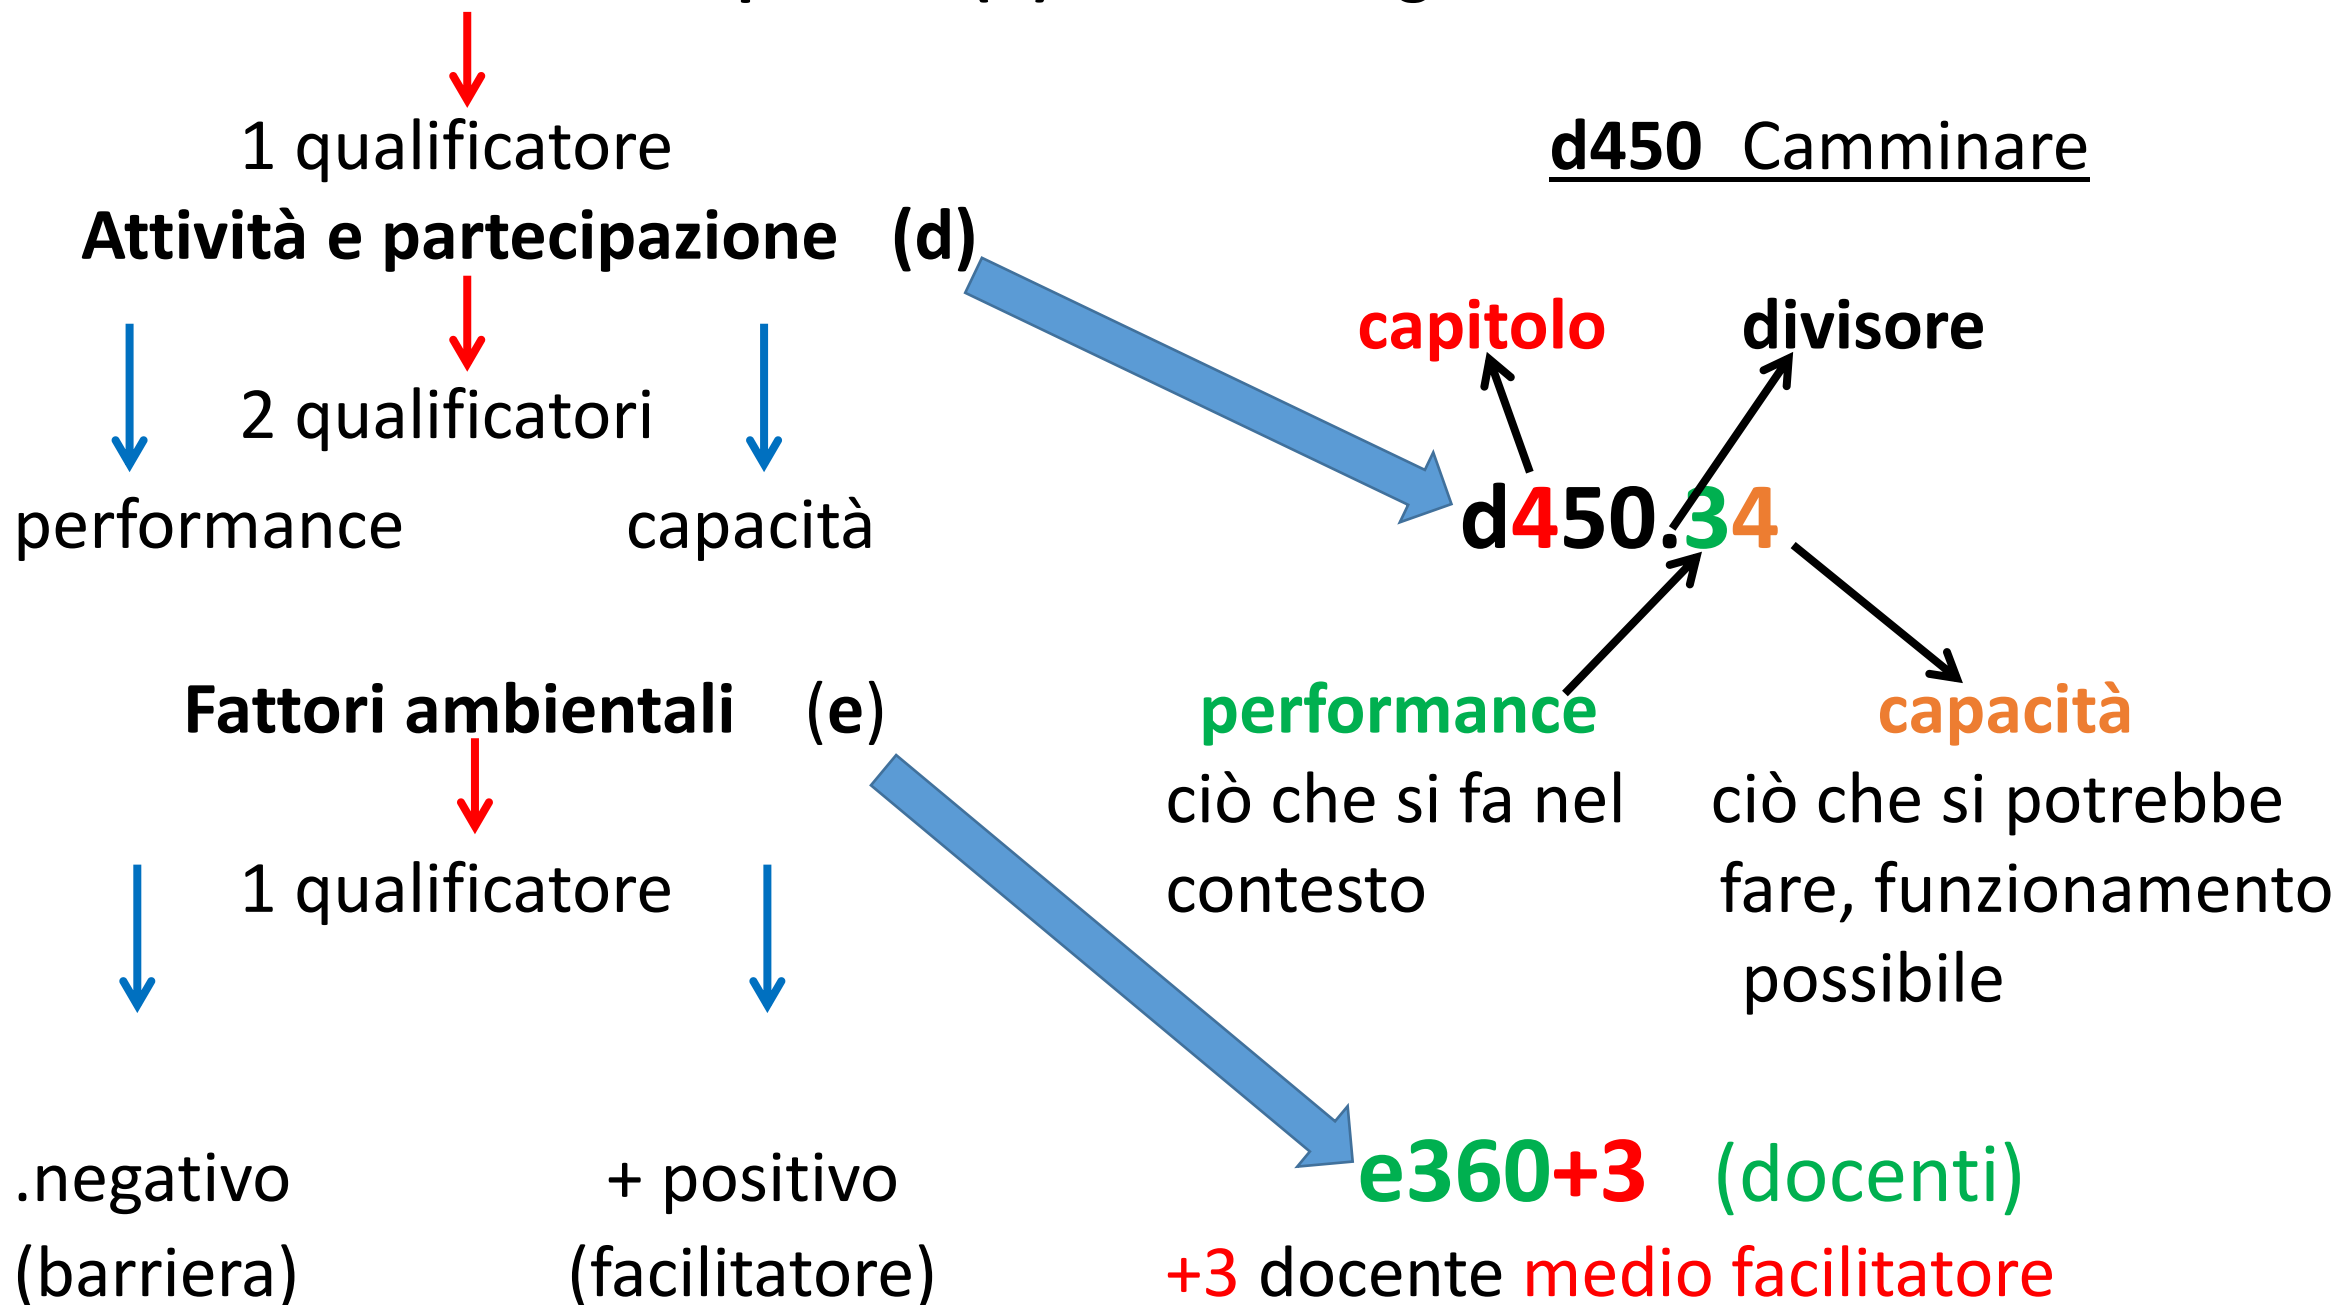 1 qualificatore
d450 Camminare
Attività e partecipazione (d)
capitolo divisore
2 qualificatori
performance capacità
d450.34
Fattori ambientali (e)
performance capacità
ciò che si fa nel ciò che si potrebbe
1 qualificatore
contesto fare, funzionamento
possibile
.negativo + positivo
e360+3 (docenti)
(barriera) (facilitatore)
+3 docente medio facilitatore